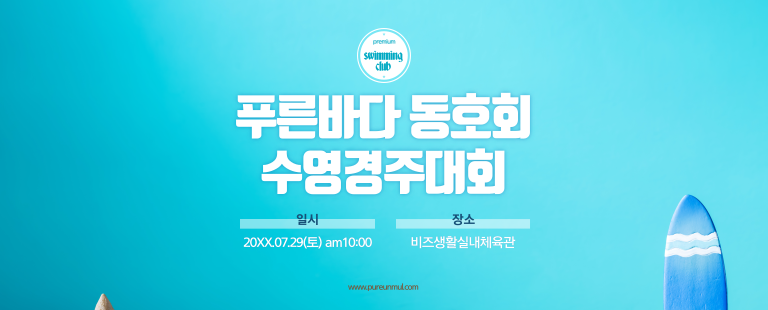 premium
swimming
club
푸른바다 동호회
수영경주대회
일시
20XX.07.29(토) am10:00
장소
비즈생활실내체육관
www.pureunmul.com